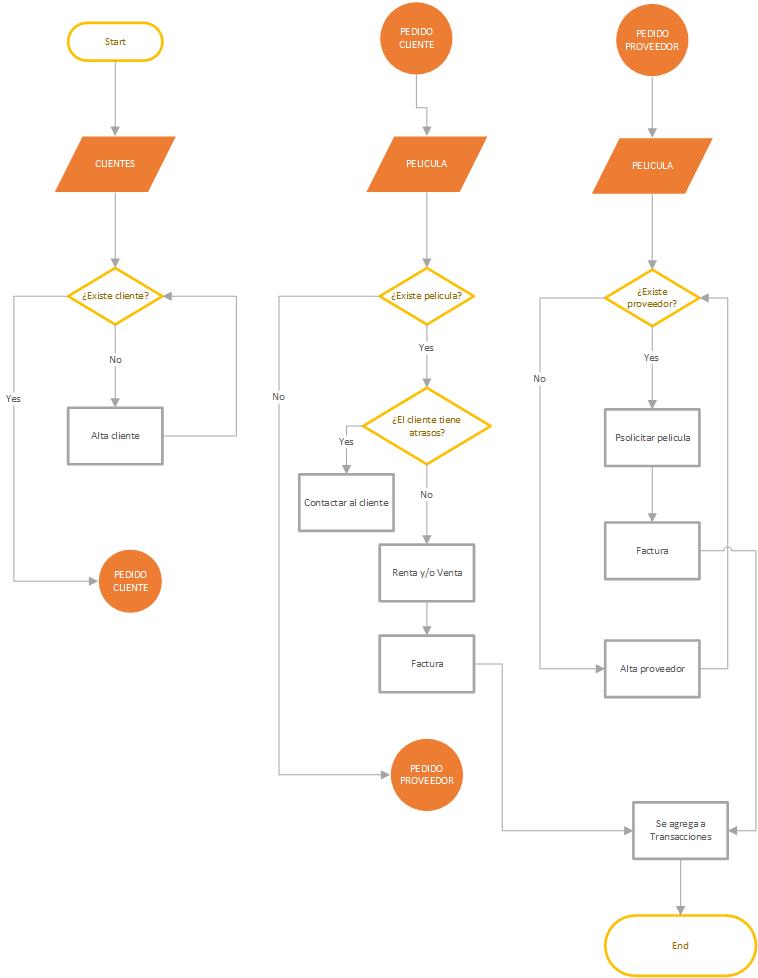 Start
CLIENTES
¿Existe cliente?
No
Yes
Alta cliente
PEDIDO
CLIENTE
PEDIDO
CLIENTE
PELICULA
¿Existe pelicula?
Yes
No
¿El cliente tiene
atrasos?
Yes
Contactar al cliente
No
Renta y/o Venta
Factura
PEDIDO
PROVEEDOR
PEDIDO
PROVEEDOR
PELICULA
¿Existe
proveedor?
Yes
No
Psolicitar pelicula
Factura
Alta proveedor
Se agrega a
Transacciones
End